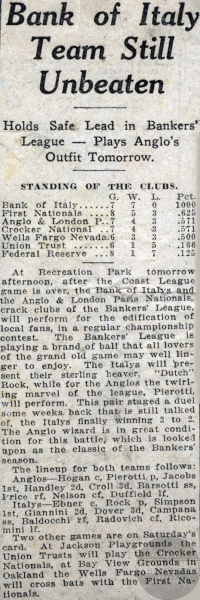 Bank of Italy
Team Still
Unbeaten
Holds Safe Lead in Bankers'
League — Plays Anglo's
Outfit Tomorrow.
STANDING OF THE CLUBS.
G. W. L. Pct.
Bank of Italy.....7 7 0 1000
First Nationals ....8 5 3 .625
Anglo & London P..7 4 3 .571
Crocker National ..7 4 3 .571
Wells Fargo Nevada.6 3 3 .500
Union Trust .......6 1 5 .166
Federal Reserve ...8 1 7 .125
At Recreation Park tomorrow
afternoon, after the Coast League
game is over, the Bank of Italys and
the Anglo & London Paris Nationals,
crack clubs of the Bankers' League,
will perform for the edification of
local fans, in a regular championship
contest. The Bankers' League is
playing a brand of ball that all lovers
of the grand old game may well lin-
ger to enjoy. The Italys will pre-
sent their sterling heaver, "Dutch"
Rock, while for the Anglos the twirl-
ing marvel of the league, Pierotti,
will perform. This pair staged a duel
some weeks back that is still talked
of, the Italys finally winning 3 to 2.
The Anglo wizard is in great condi-
tion for this battle, which is looked
upon as the classic of the Bankers'
season.
The lineup for both teams follows:
Anglos—Hogan c, Pierotti p, Jacobs
1st, Handley 2d, Croll 3d, Barsotti ss,
Price rf, Nelson cf, Duffield lf.
Italys—Ebner c, Rock p, Simpson
1st, Giannini 2d, Dover 3d, Campana
ss, Baldocchi rf, Radovich cf, Rico-
mini lf.
Two other games are on Saturday's
card. At Jackson Playgrounds the
Union Trusts will play the Crocker
Nationals, at Bay View Grounds in
Oakland the Wells Fargo Nevadas
will cross bats with the First Na-
tionals.